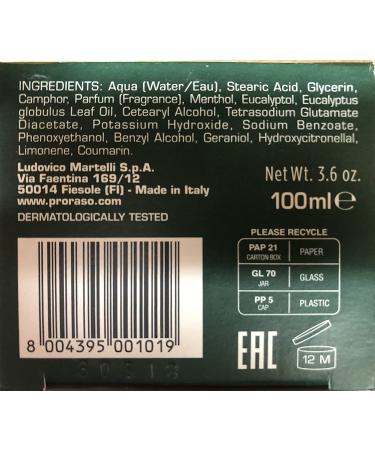 INGREDIENTS: Aqua (Water/Eau), Stearic Acid, Glycerin,
Camphor, Parfum (Fragrance), Menthol, Eucalyptol, Eucalyptus
globulus Leaf Oil, Cetearyl Alcohol, Tetrasodium Glutamate
Diacetate, Potassium Hydroxide, Sodium Benzoate,
Phenoxyethanol, Benzyl Alcohol, Geraniol, Hydroxycitronellal,
Limonene, Coumarin.
Ludovico Martelli S.p.A.
Via Faentina 169/12
50014 Fiesole (FI) - Made in Italy
www.proraso.com
DERMATOLOGICALLY TESTED
Net Wt. 3.6 oz.
100ml℮
PLEASE RECYCLE
PAP 21 PAPER
CARTON BOX
GL 70 GLASS
JAR
PP 5 PLASTIC
CAP
EAC
12 M
8 004395 001019